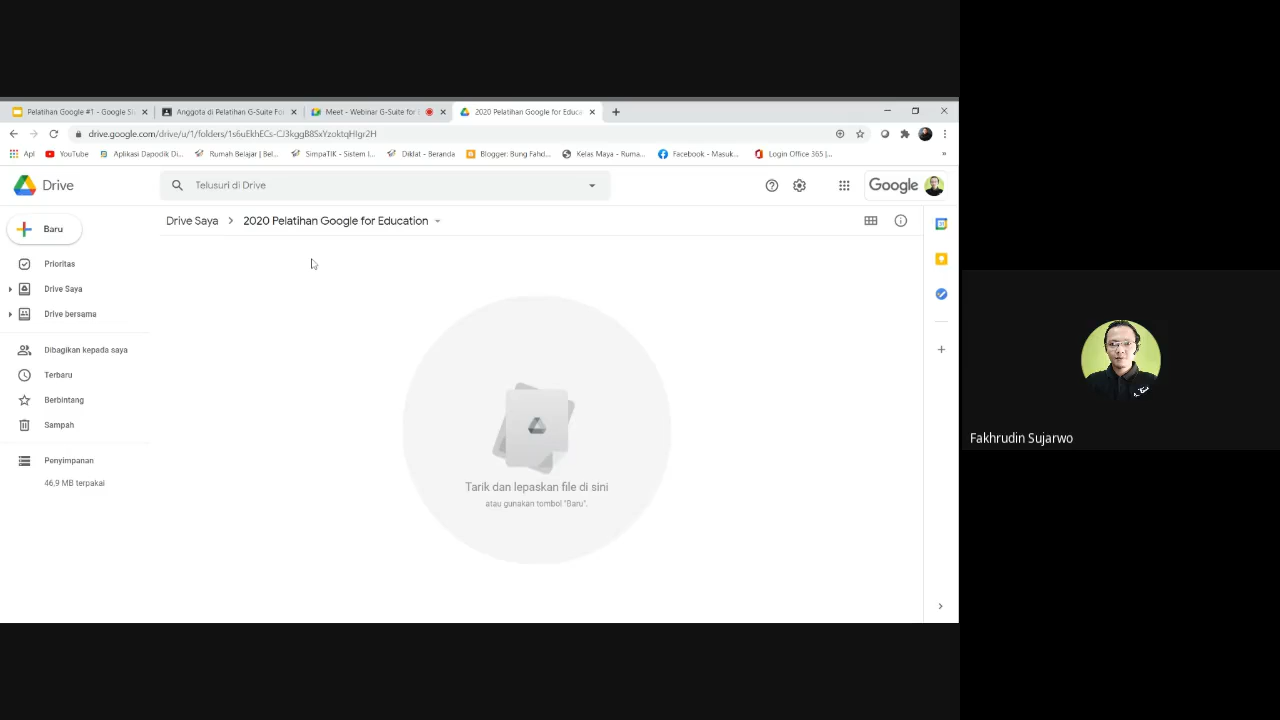 Pelatihan Google #1 - Google Sli
Anggota di Pelatihan G-Suite For
Meet - Webinar G-Suite for
2020 Pelatihan Google for Educa
drive.google.com/drive/u/1/folders/1s6uEkhECs-CJ3kggB8SxYzoktqHIgr2H
Apl
YouTube
Aplikasi Dapodik Di...
Rumah Belajar | Bel...
SimpaTIK - Sistem I...
Diklat - Beranda
Blogger: Bung Fahd...
Kelas Maya - Ruma...
Facebook - Masuk...
Login Office 365 |...
»
Drive
Telusuri di Drive
Google
Baru
Drive Saya > 2020 Pelatihan Google for Education
Prioritas
Drive Saya
Drive bersama
Dibagikan kepada saya
Terbaru
Berbintang
Sampah
Penyimpanan
46,9 MB terpakai
Tarik dan lepaskan file di sini
atau gunakan tombol "Baru".
Fakhrudin Sujarwo